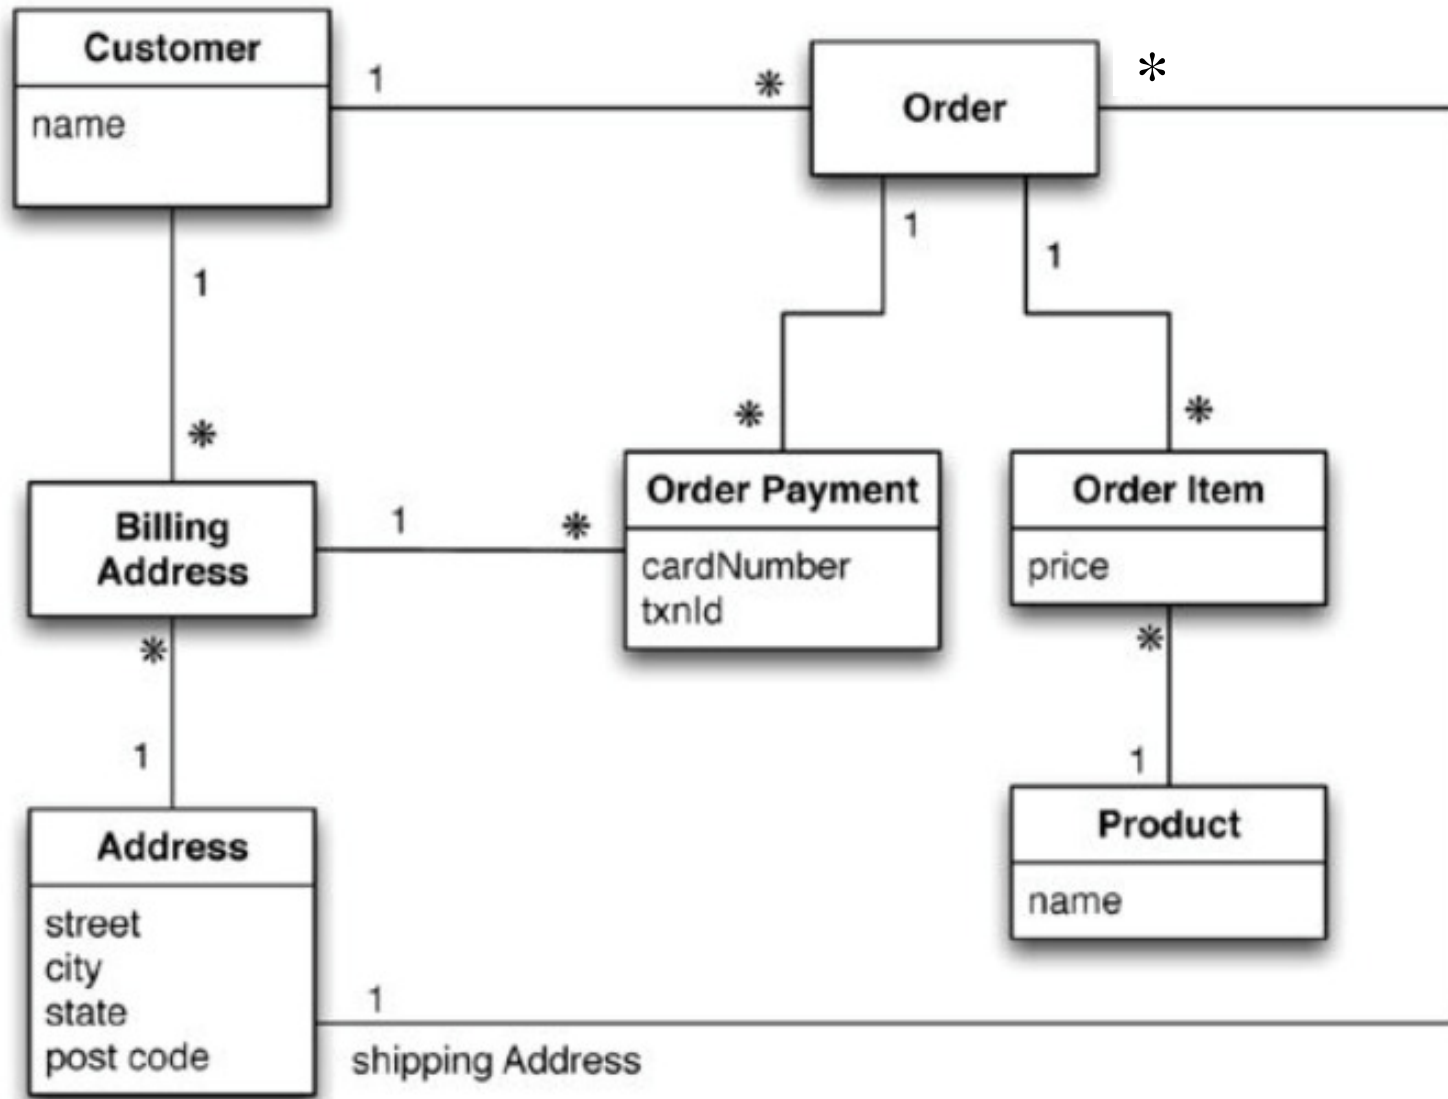 Customer
name
1
*
Order
*
1
1
1
*
*
*
Billing
Address
1
*
Order Payment
cardNumber
txnId
Order Item
price
*
1
*
1
Address
street
city
state
post code
Product
name
1
shipping Address